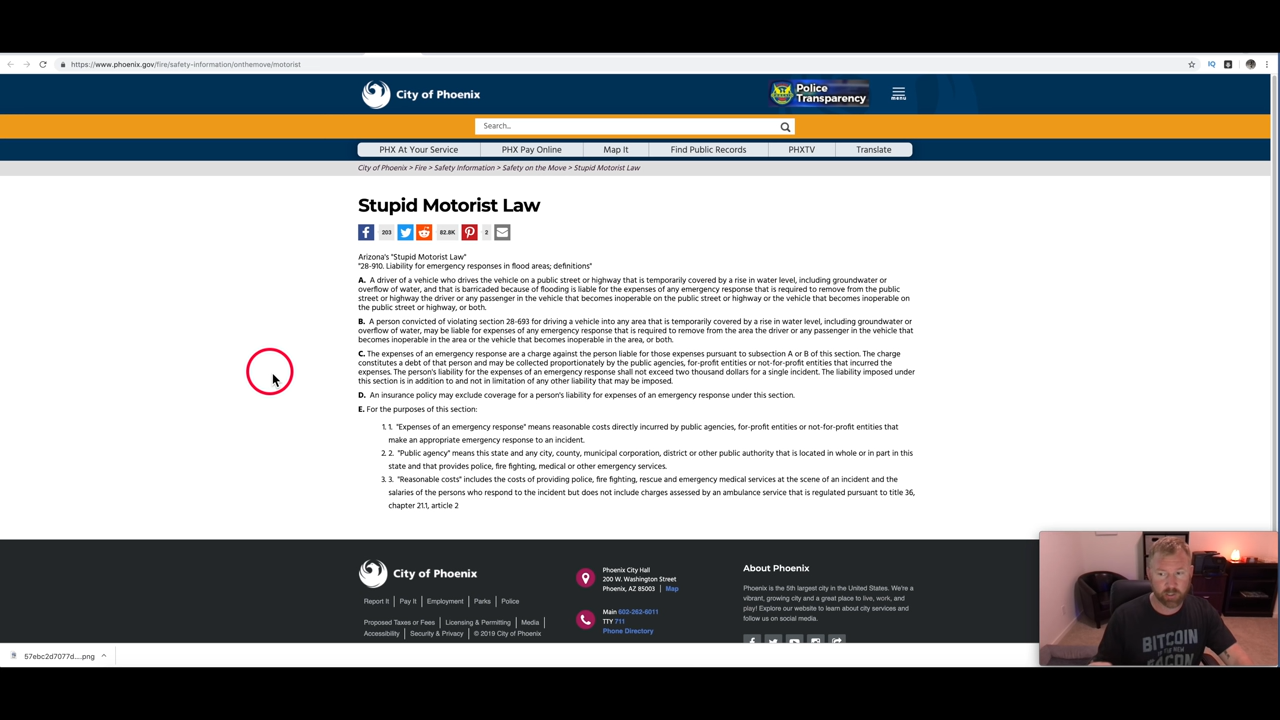 https://www.phoenix.gov/fire/safety-information/onthemove/motorist
IQ
City of Phoenix
Police
Transparency
menu
Search...
PHX At Your Service
PHX Pay Online
Map It
Find Public Records
PHXTV
Translate
City of Phoenix > Fire > Safety Information > Safety on the Move > Stupid Motorist Law
Stupid Motorist Law
203
82.8K
2
Arizona's "Stupid Motorist Law"
"28-910. Liability for emergency responses in flood areas; definitions"
A. A driver of a vehicle who drives the vehicle on a public street or highway that is temporarily covered by a rise in water level, including groundwater or
overflow of water, and that is barricaded because of flooding is liable for the expenses of any emergency response that is required to remove from the public
street or highway the driver or any passenger in the vehicle that becomes inoperable on the public street or highway or the vehicle that becomes inoperable on
the public street or highway, or both.
B. A person convicted of violating section 28-693 for driving a vehicle into any area that is temporarily covered by a rise in water level, including groundwater or
overflow of water, may be liable for expenses of any emergency response that is required to remove from the area the driver or any passenger in the vehicle that
becomes inoperable in the area or the vehicle that becomes inoperable in the area, or both.
C. The expenses of an emergency response are a charge against the person liable for those expenses pursuant to subsection A or B of this section. The charge
constitutes a debt of that person and may be collected proportionately by the public agencies, for-profit entities or not-for-profit entities that incurred the
expenses. The person's liability for the expenses of an emergency response shall not exceed two thousand dollars for a single incident. The liability imposed under
this section is in addition to and not in limitation of any other liability that may be imposed.
D. An insurance policy may exclude coverage for a person's liability for expenses of an emergency response under this section.
E. For the purposes of this section:
1. 1. "Expenses of an emergency response" means reasonable costs directly incurred by public agencies, for-profit entities or not-for-profit entities that
make an appropriate emergency response to an incident.
2. 2. "Public agency" means this state and any city, county, municipal corporation, district or other public authority that is located in whole or in part in this
state and that provides police, fire fighting, medical or other emergency services.
3. 3. "Reasonable costs" includes the costs of providing police, fire fighting, rescue and emergency medical services at the scene of an incident and the
salaries of the persons who respond to the incident but does not include charges assessed by an ambulance service that is regulated pursuant to title 36,
chapter 21.1, article 2
City of Phoenix
Report It | Pay It | Employment | Parks | Police
Proposed Taxes or Fees | Licensing & Permitting | Media
Accessibility | Security & Privacy | © 2019 City of Phoenix
Phoenix City Hall
200 W. Washington Street
Phoenix, AZ 85003 | Map
Main 602-262-6011
TTY 711
Phone Directory
About Phoenix
Phoenix is the 5th largest city in the United States. We're a
vibrant, growing city and a great place to live, work, and
play! Explore our website to learn about city services and
follow us on social media.
57ebc2d7077d....png
BITCOIN